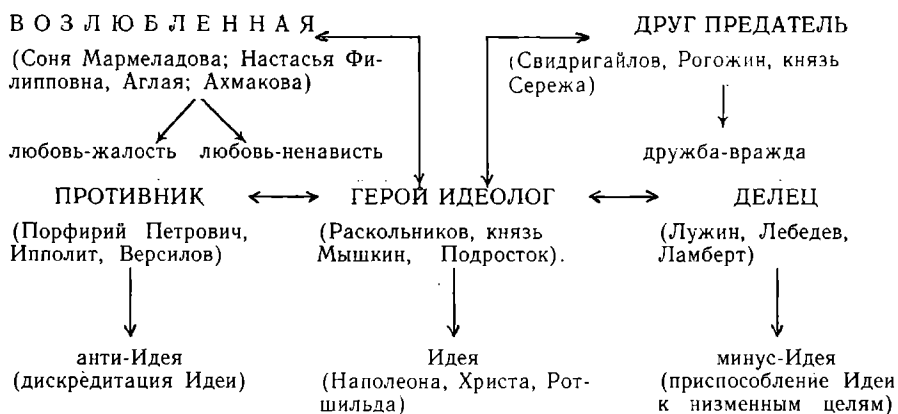 ВОЗЛЮБЛЕННАЯ
(Соня Мармеладова; Настасья Фи-
липповна, Аглая; Ахмакова)
любовь-жалость любовь-ненависть
ДРУГ ПРЕДАТЕЛЬ
(Свидригайлов, Рогожин, князь
Сережа)
дружба-вражда
ПРОТИВНИК
(Порфирий Петрович,
Ипполит, Версилов)
анти-Идея
(дискредитация Идеи)
ГЕРОЙ ИДЕОЛОГ
(Раскольников, князь
Мышкин, Подросток).
Идея
(Наполеона, Христа, Рот-
шильда)
ДЕЛЕЦ
(Лужин, Лебедев,
Ламберт)
минус-Идея
(приспособление Идеи
к низменным целям)